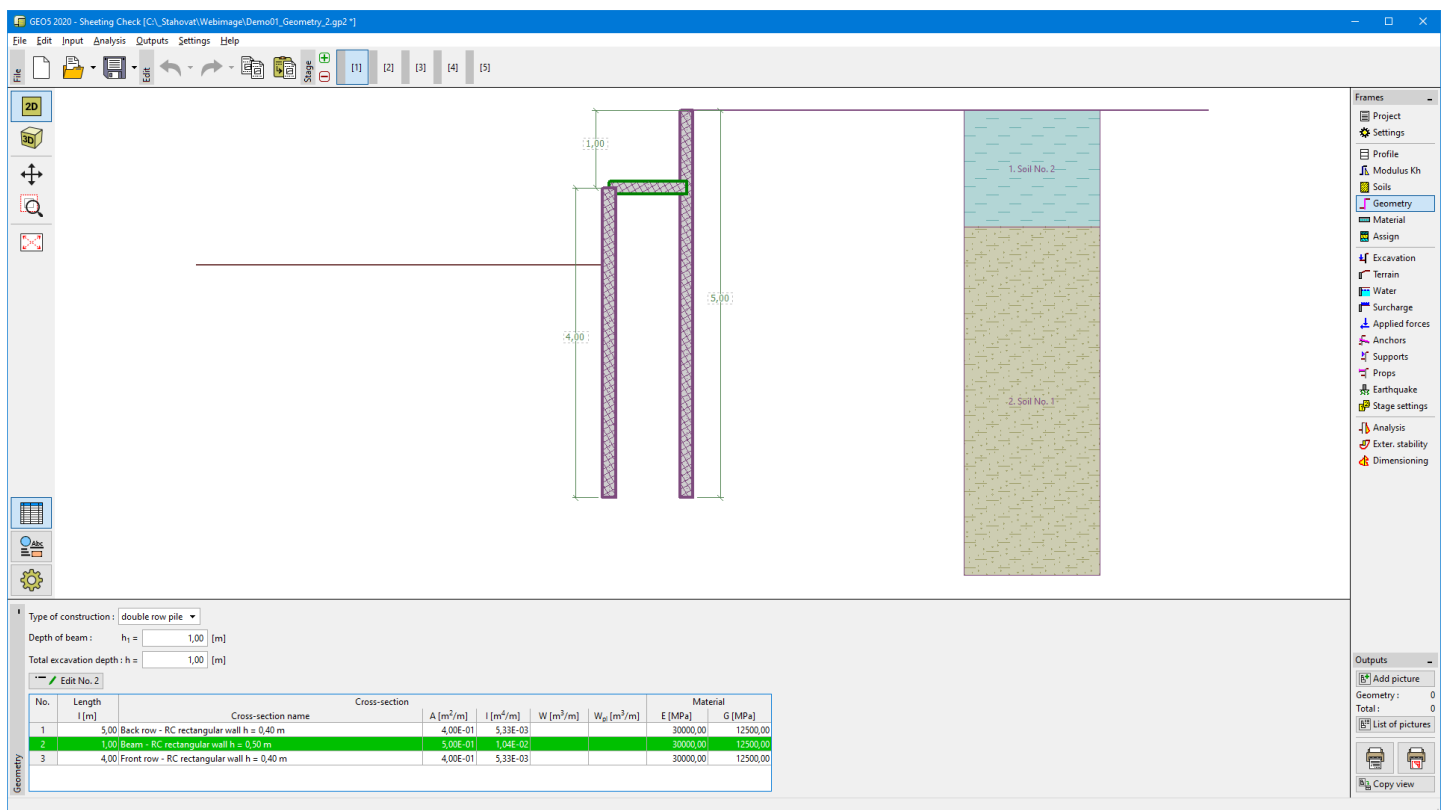 GEO5 2020 - Sheeting Check [C:\_Stahovat\Webimage\Demo01_Geometry_2.gp2 *]
File Edit Input Analysis Outputs Settings Help
File Edit Stage [1] [2] [3] [4] [5]
2D
3D
Abc
1,00
4,00
5,00
1. Soil No. 2
2. Soil No. 1
Frames
Project
Settings
Profile
Modulus Kh
Soils
Geometry
Material
Assign
Excavation
Terrain
Water
Surcharge
Applied forces
Anchors
Supports
Props
Earthquake
Stage settings
Analysis
Exter. stability
Dimensioning
Outputs
Add picture
Geometry : 0
Total : 0
List of pictures
Copy view
Geometry
Type of construction : double row pile
Depth of beam : h1 = 1,00 [m]
Total excavation depth : h = 1,00 [m]
Edit No. 2
No. Length Cross-section Material
l [m] Cross-section name A [m²/m] I [m⁴/m] W [m³/m] Wpl [m³/m] E [MPa] G [MPa]
1 5,00 Back row - RC rectangular wall h = 0,40 m 4,00E-01 5,33E-03 30000,00 12500,00
2 1,00 Beam - RC rectangular wall h = 0,50 m 5,00E-01 1,04E-02 30000,00 12500,00
3 4,00 Front row - RC rectangular wall h = 0,40 m 4,00E-01 5,33E-03 30000,00 12500,00